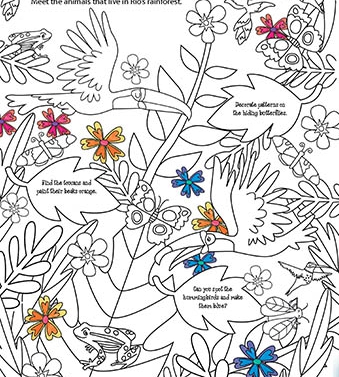 Meet the animals that live in Rio's rainforest.
Decorate patterns on
the hiding butterflies.
Find the toucans and
paint their beaks orange.
Can you spot the
hummingbirds and make
them blue?